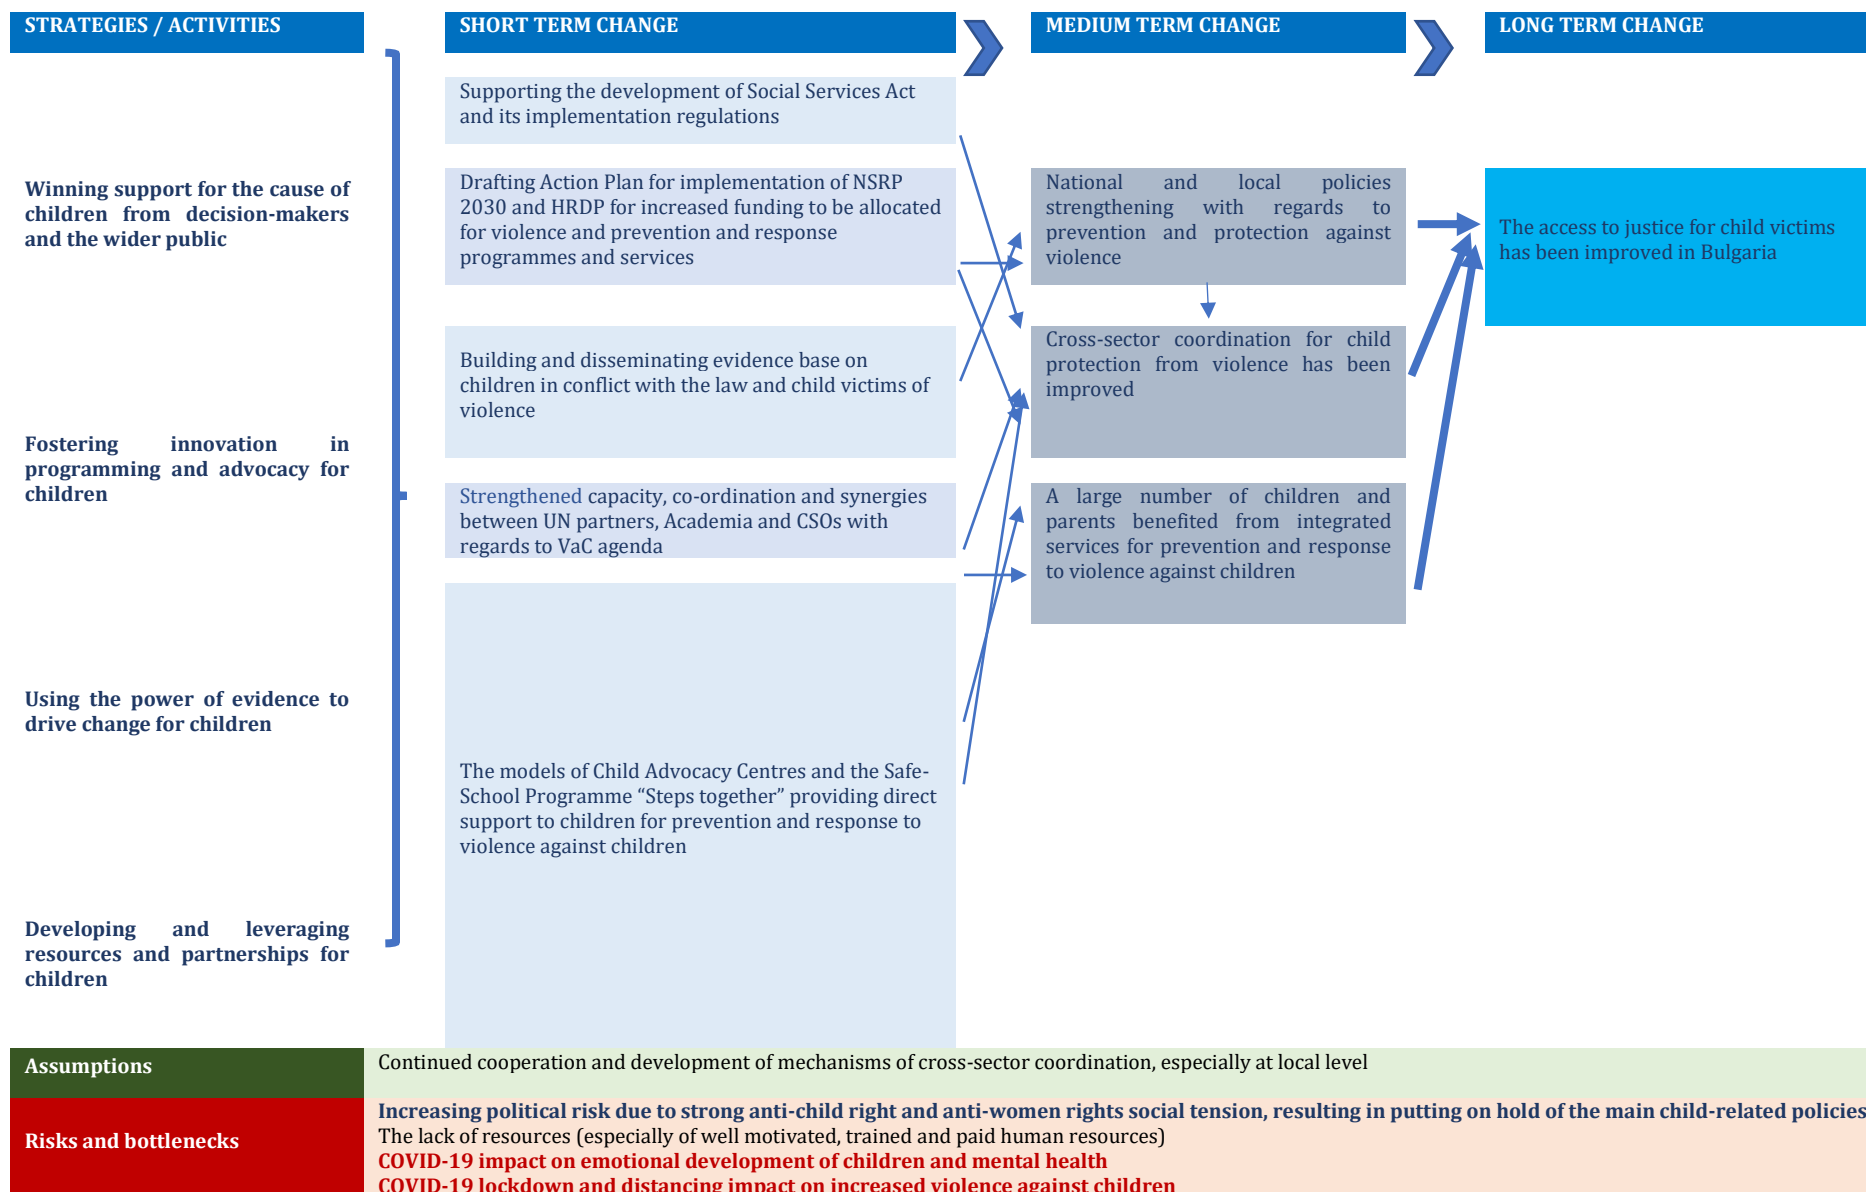 STRATEGIES / ACTIVITIES
Winning support for the cause of
children from decision-makers
and the wider public
Fostering innovation in
programming and advocacy for
children
Using the power of evidence to
drive change for children
Developing and leveraging
resources and partnerships for
children
SHORT TERM CHANGE
Supporting the development of Social Services Act
and its implementation regulations
Drafting Action Plan for implementation of NSRP
2030 and HRDP for increased funding to be allocated
for violence and prevention and response
programmes and services
Building and disseminating evidence base on
children in conflict with the law and child victims of
violence
Strengthened capacity, co-ordination and synergies
between UN partners, Academia and CSOs with
regards to VaC agenda
The models of Child Advocacy Centres and the Safe-
School Programme “Steps together” providing direct
support to children for prevention and response to
violence against children
MEDIUM TERM CHANGE
National and local policies
strengthening with regards to
prevention and protection against
violence
Cross-sector coordination for child
protection from violence has been
improved
A large number of children and
parents benefited from integrated
services for prevention and response
to violence against children
LONG TERM CHANGE
The access to justice for child victims
has been improved in Bulgaria
Assumptions
Continued cooperation and development of mechanisms of cross-sector coordination, especially at local level
Risks and bottlenecks
Increasing political risk due to strong anti-child right and anti-women rights social tension, resulting in putting on hold of the main child-related policies
The lack of resources (especially of well motivated, trained and paid human resources)
COVID-19 impact on emotional development of children and mental health
COVID-19 lockdown and distancing impact on increased violence against children